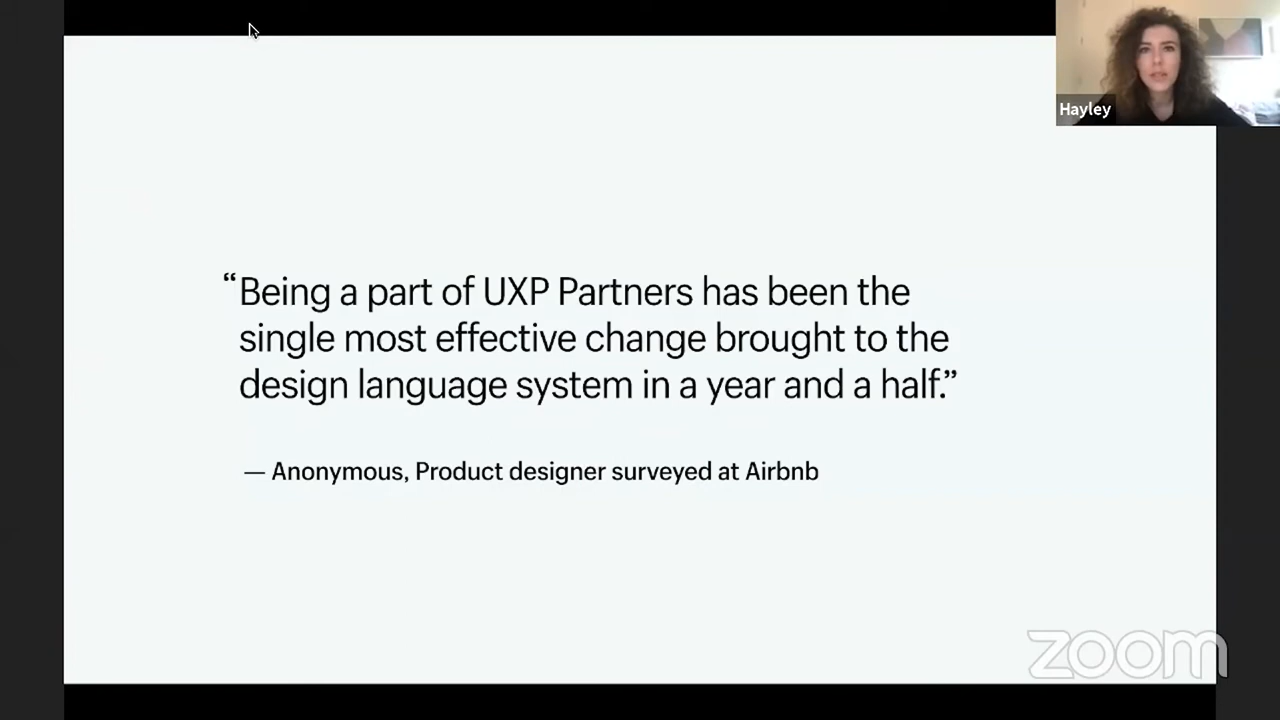 Hayley
“Being a part of UXP Partners has been the
single most effective change brought to the
design language system in a year and a half.”
— Anonymous, Product designer surveyed at Airbnb
zoom